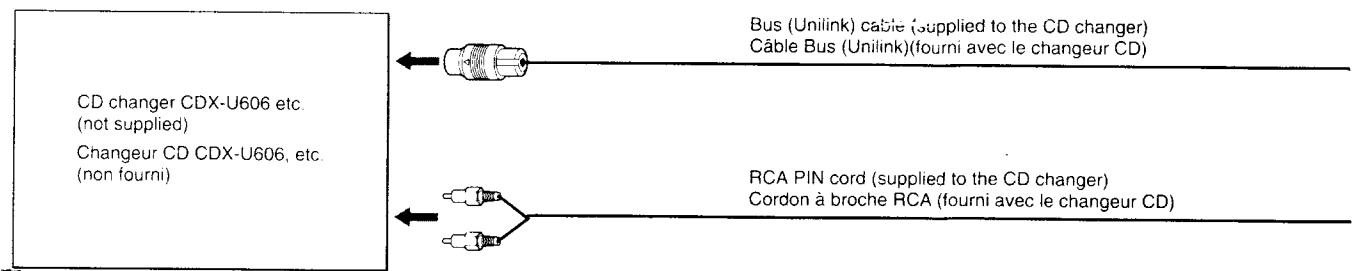 Bus (Unilink) cable (supplied to the CD changer)
Câble Bus (Unilink)(fourni avec le changeur CD)
CD changer CDX-U606 etc.
(not supplied)
Changeur CD CDX-U606, etc.
(non fourni)
RCA PIN cord (supplied to the CD changer)
Cordon à broche RCA (fourni avec le changeur CD)